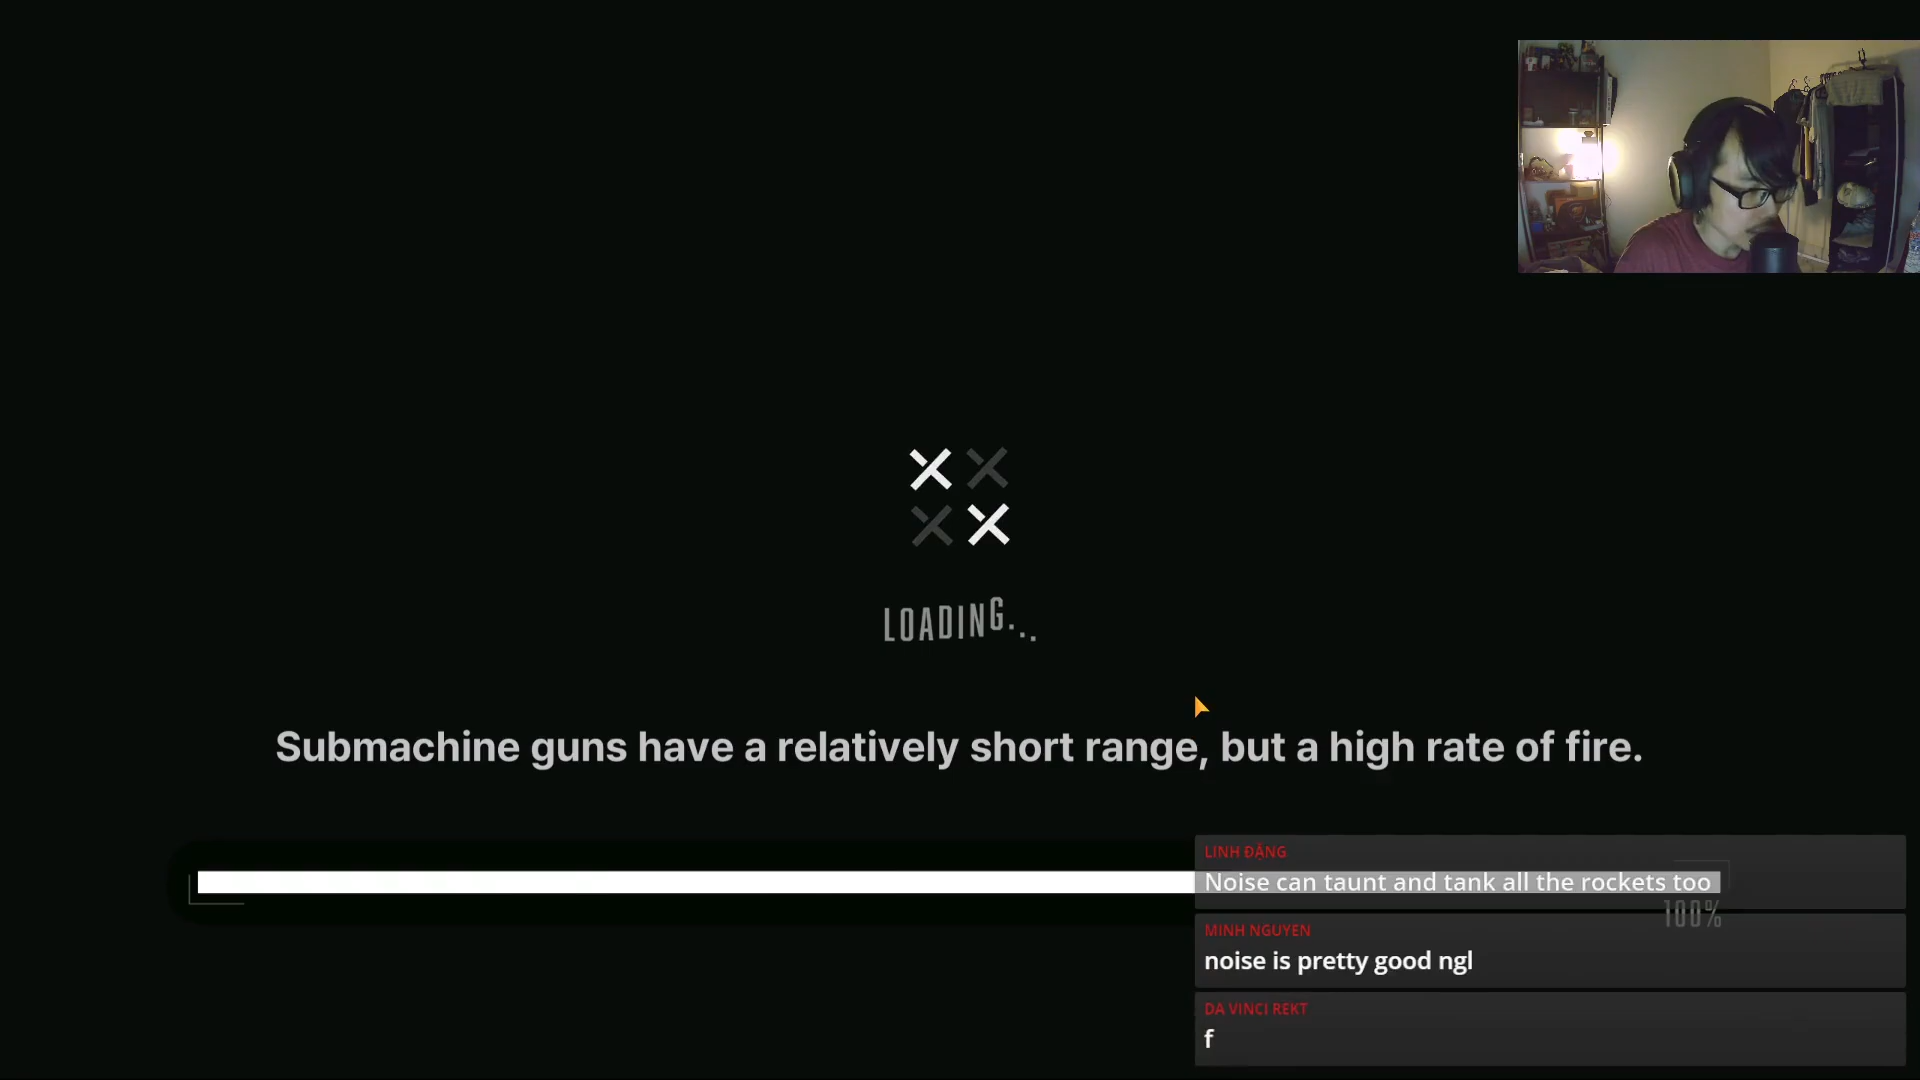 LOADING...
Submachine guns have a relatively short range, but a high rate of fire.
LINH ĐẶNG
Noise can taunt and tank all the rockets too
100%
MINH NGUYEN
noise is pretty good ngl
DA VINCI REKT
f